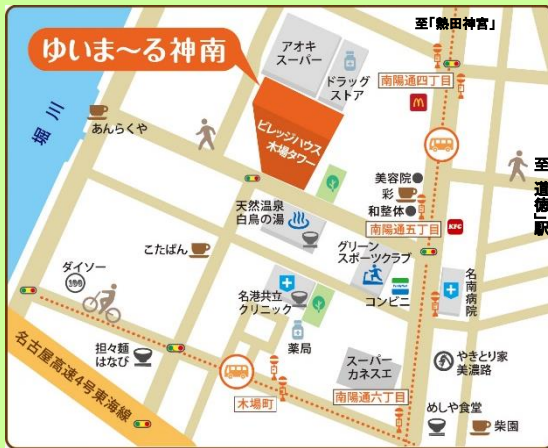 至「熱田神宮」
ゆいま～る神南
アオキ
スーパー
ドラッグ
ストア
南陽通四丁目
堀川
あんらくや
ビレッジハウス
木場タワー
至
道徳」駅
美容院
彩
和整体
天然温泉
白鳥の湯
南陽通五丁目
KFC
こたぱん
グリーン
スポーツクラブ
ダイソー
100
名港共立
クリニック
コンビニ
名南病院
薬局
名古屋高速4号東海線
担々麺
はなび
スーパー
カネスエ
やきとり家
美濃路
木場町
南陽通六丁目
めしや食堂
紫園